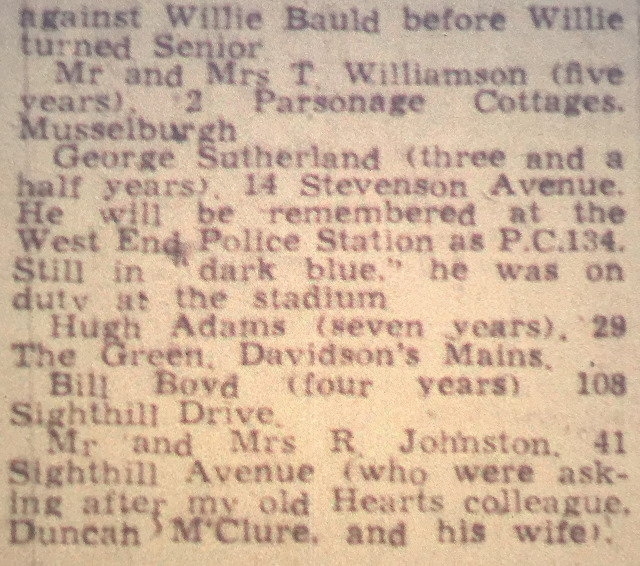 against Willie Bauld before Willie
turned Senior
Mr and Mrs T. Williamson (five
years). 2 Parsonage Cottages.
Musselburgh
George Sutherland (three and a
half years). 14 Stevenson Avenue.
He will be remembered at the
West End Police Station as P.C.134.
Still in "dark blue," he was on
duty at the stadium
Hugh Adams (seven years). 29
The Green. Davidson's Mains.
Bill Boyd (four years) 108
Sighthill Drive.
Mr and Mrs R. Johnston. 41
Sighthill Avenue (who were ask-
ing after my old Hearts colleague.
Duncan M'Clure. and his wife).